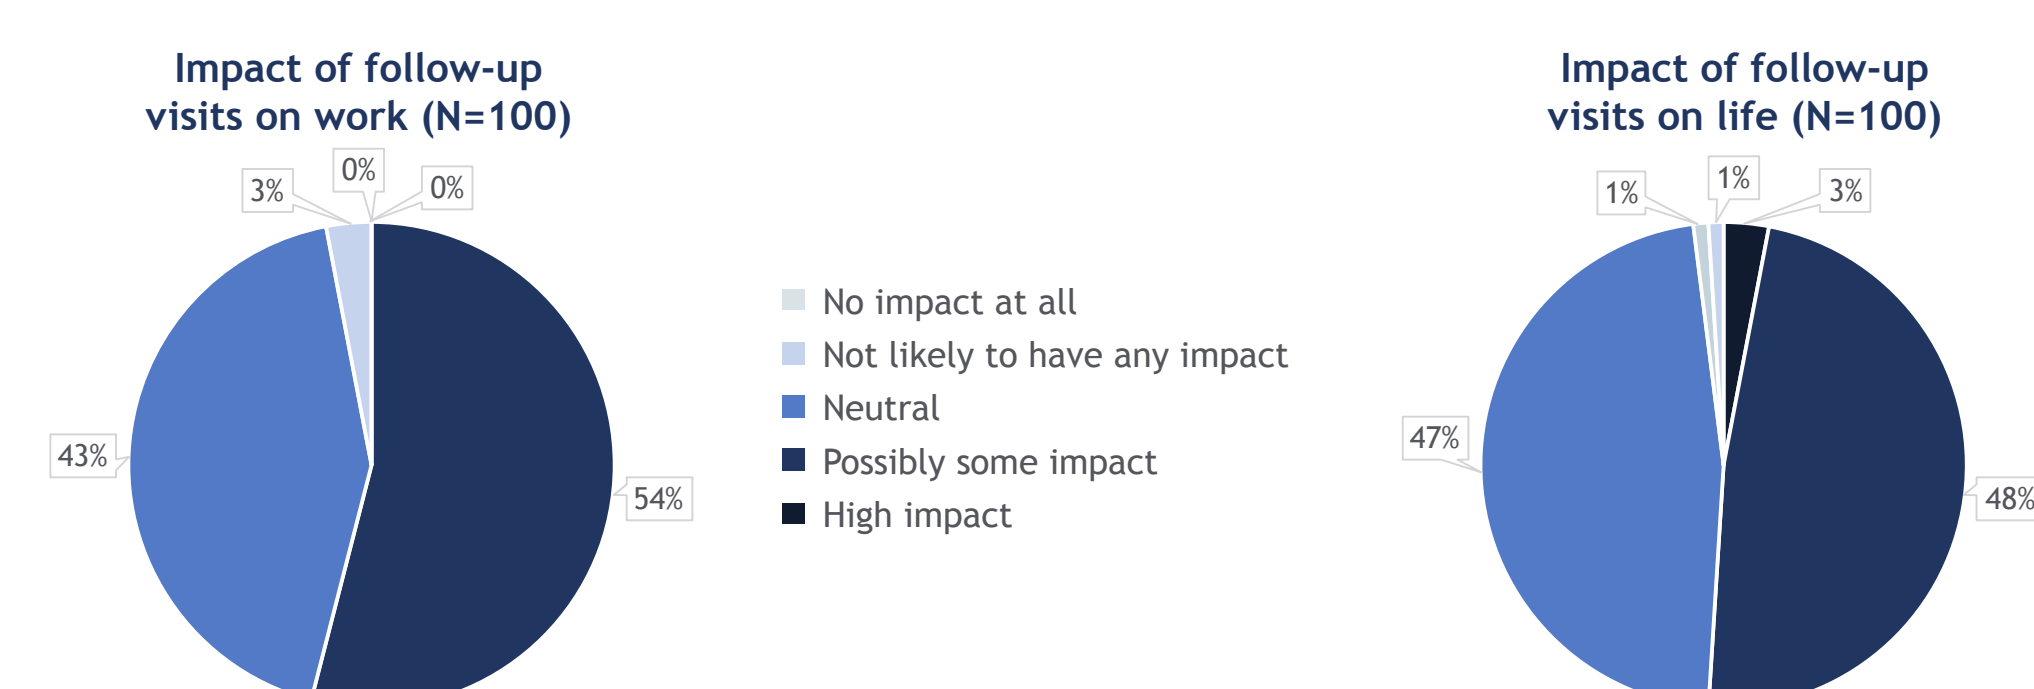 Impact of follow-up
visits on work (N=100)
3%
0%
0%
43%
54%
No impact at all
Not likely to have any impact
Neutral
Possibly some impact
High impact
Impact of follow-up
visits on life (N=100)
1%
1%
3%
47%
48%